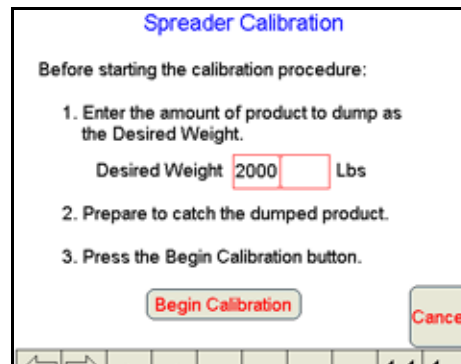 Spreader Calibration
Before starting the calibration procedure:
1. Enter the amount of product to dump as
the Desired Weight.
Desired Weight 2000 Lbs
2. Prepare to catch the dumped product.
3. Press the Begin Calibration button.
Begin Calibration
Cance